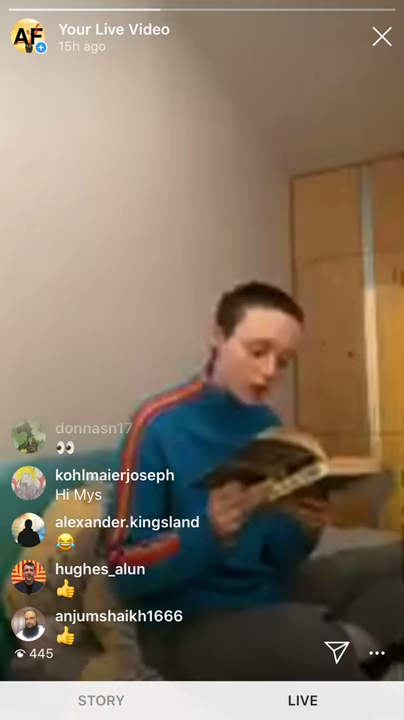 AF
Your Live Video
15h ago
donnasn17
👀
kohlmaierjoseph
Hi Mys
alexander.kingsland
😂
hughes_alun
👍
anjumshaikh1666
👍
445
STORY
LIVE